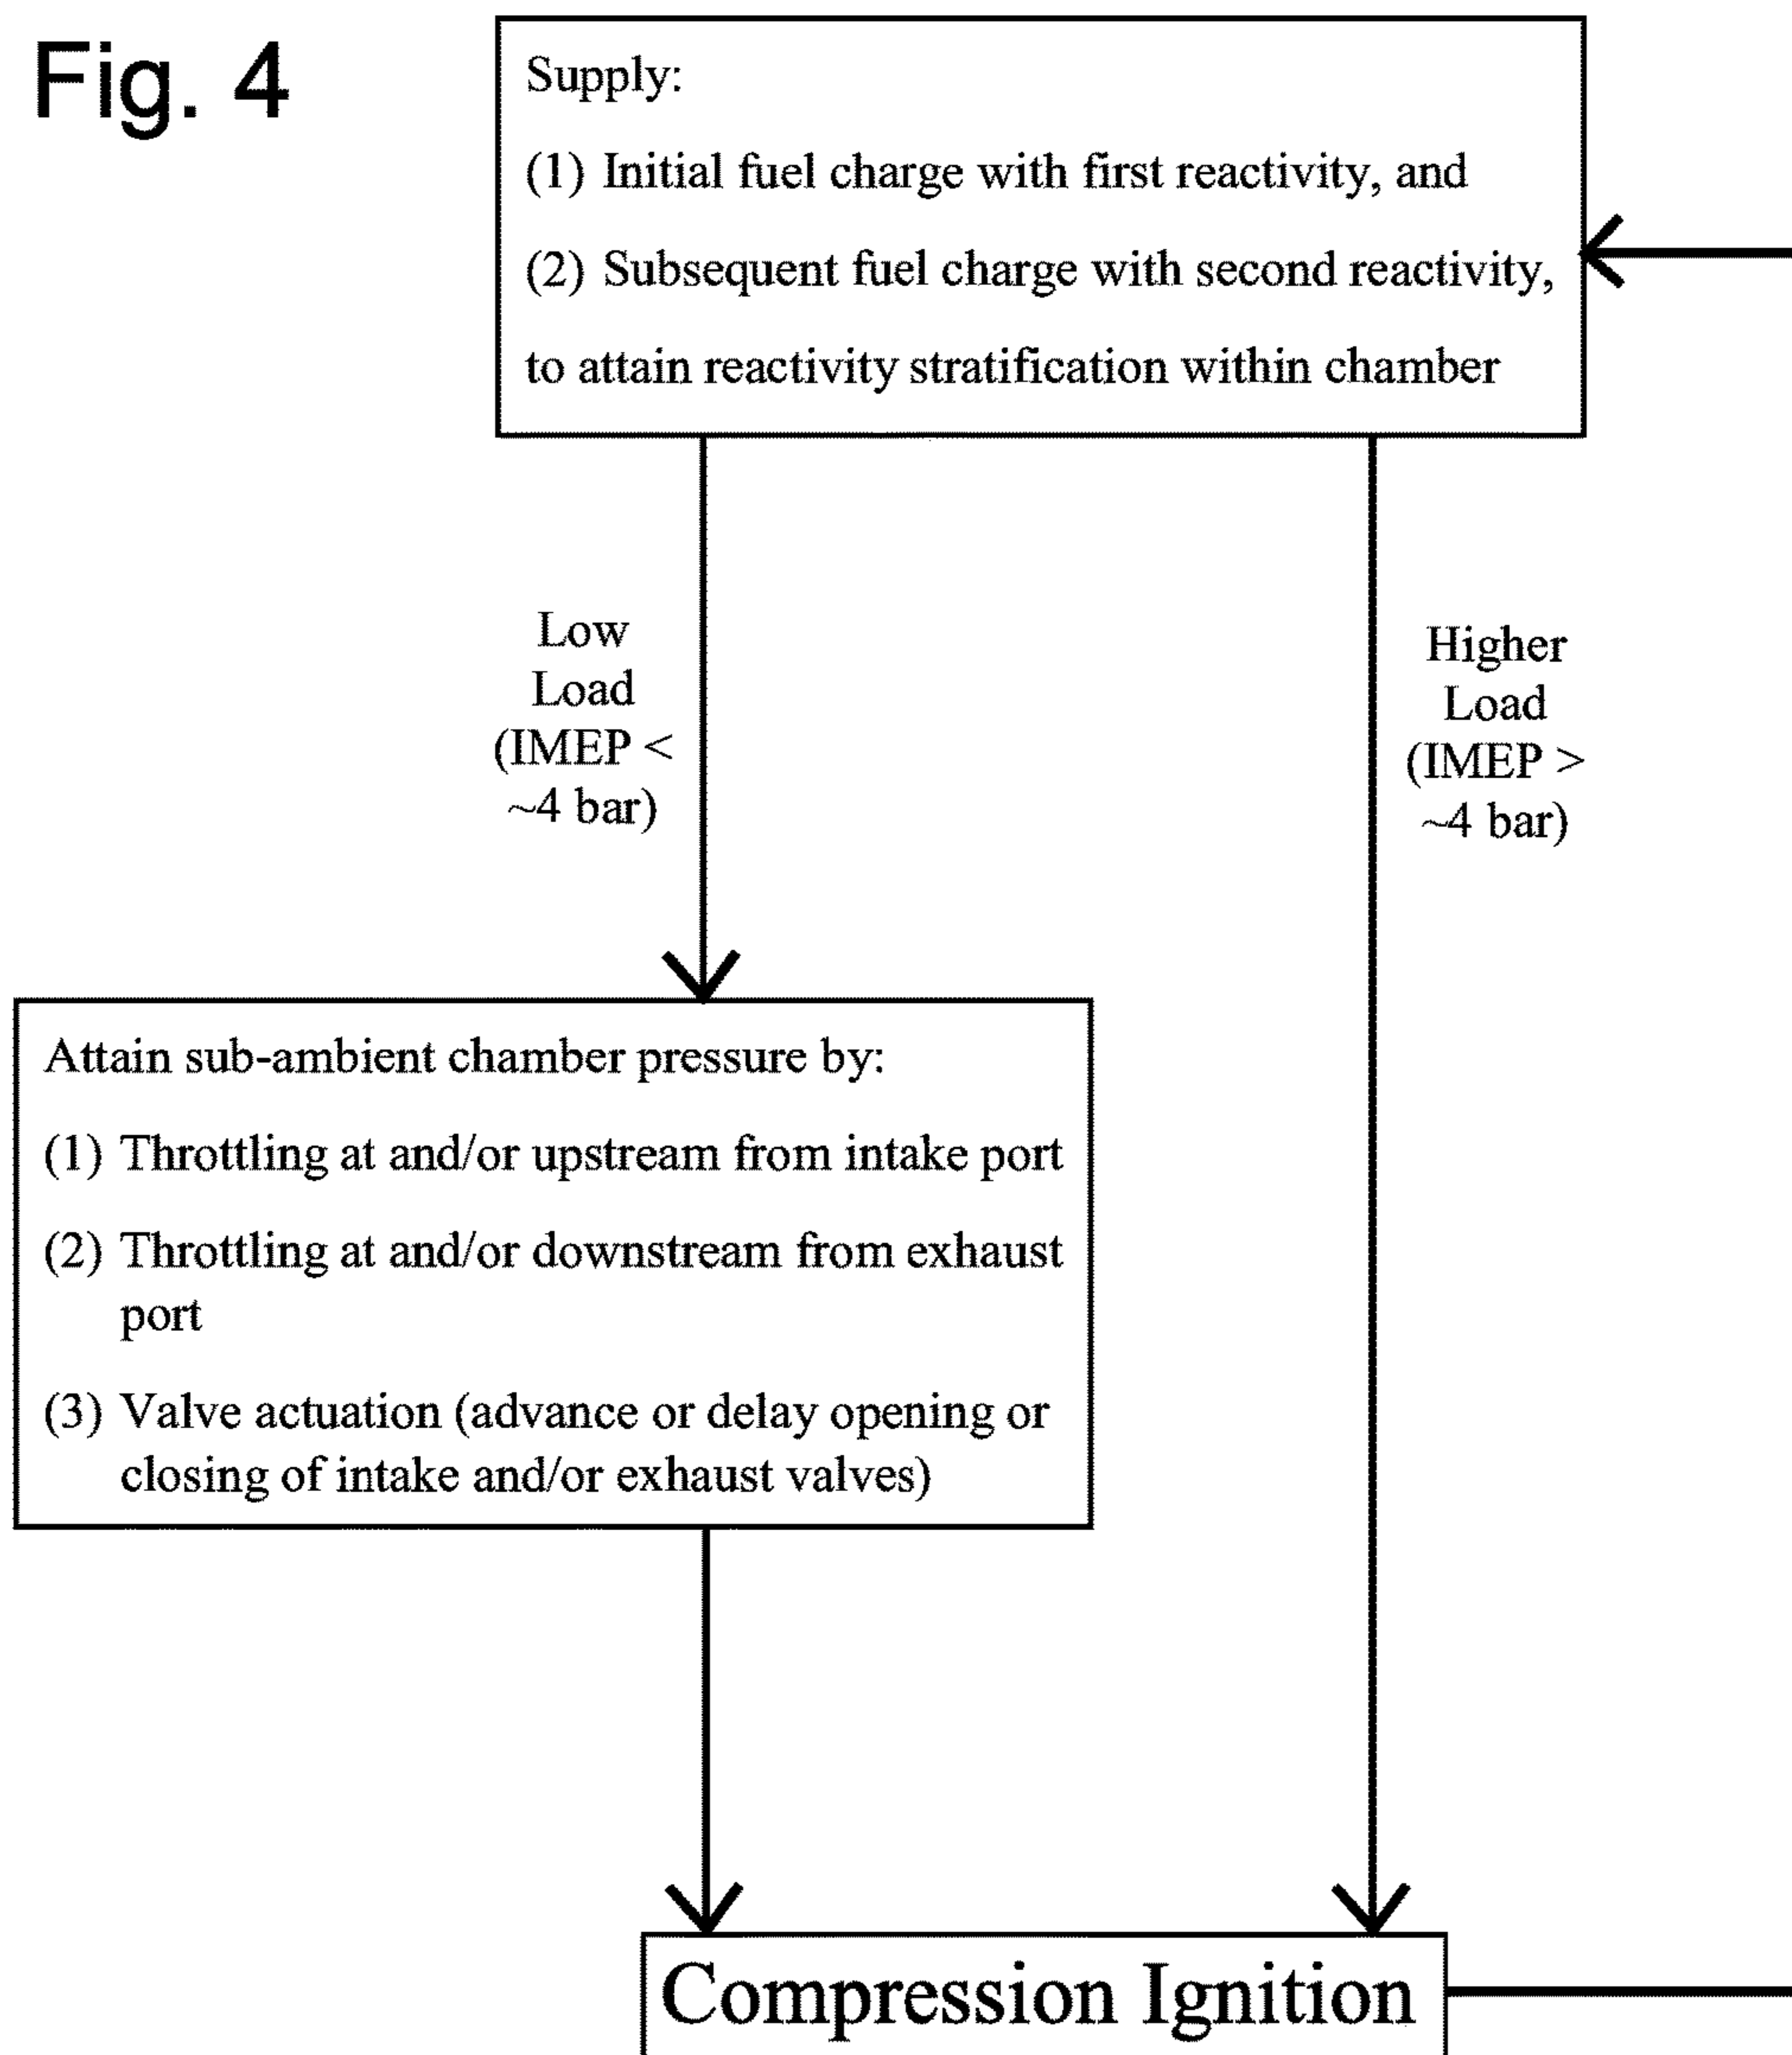 Fig. 4
Supply:
(1) Initial fuel charge with first reactivity, and
(2) Subsequent fuel charge with second reactivity,
to attain reactivity stratification within chamber
Low
Load
(IMEP <
~4 bar)
Higher
Load
(IMEP >
~4 bar)
Attain sub-ambient chamber pressure by:
(1) Throttling at and/or upstream from intake port
(2) Throttling at and/or downstream from exhaust
port
(3) Valve actuation (advance or delay opening or
closing of intake and/or exhaust valves)
Compression Ignition